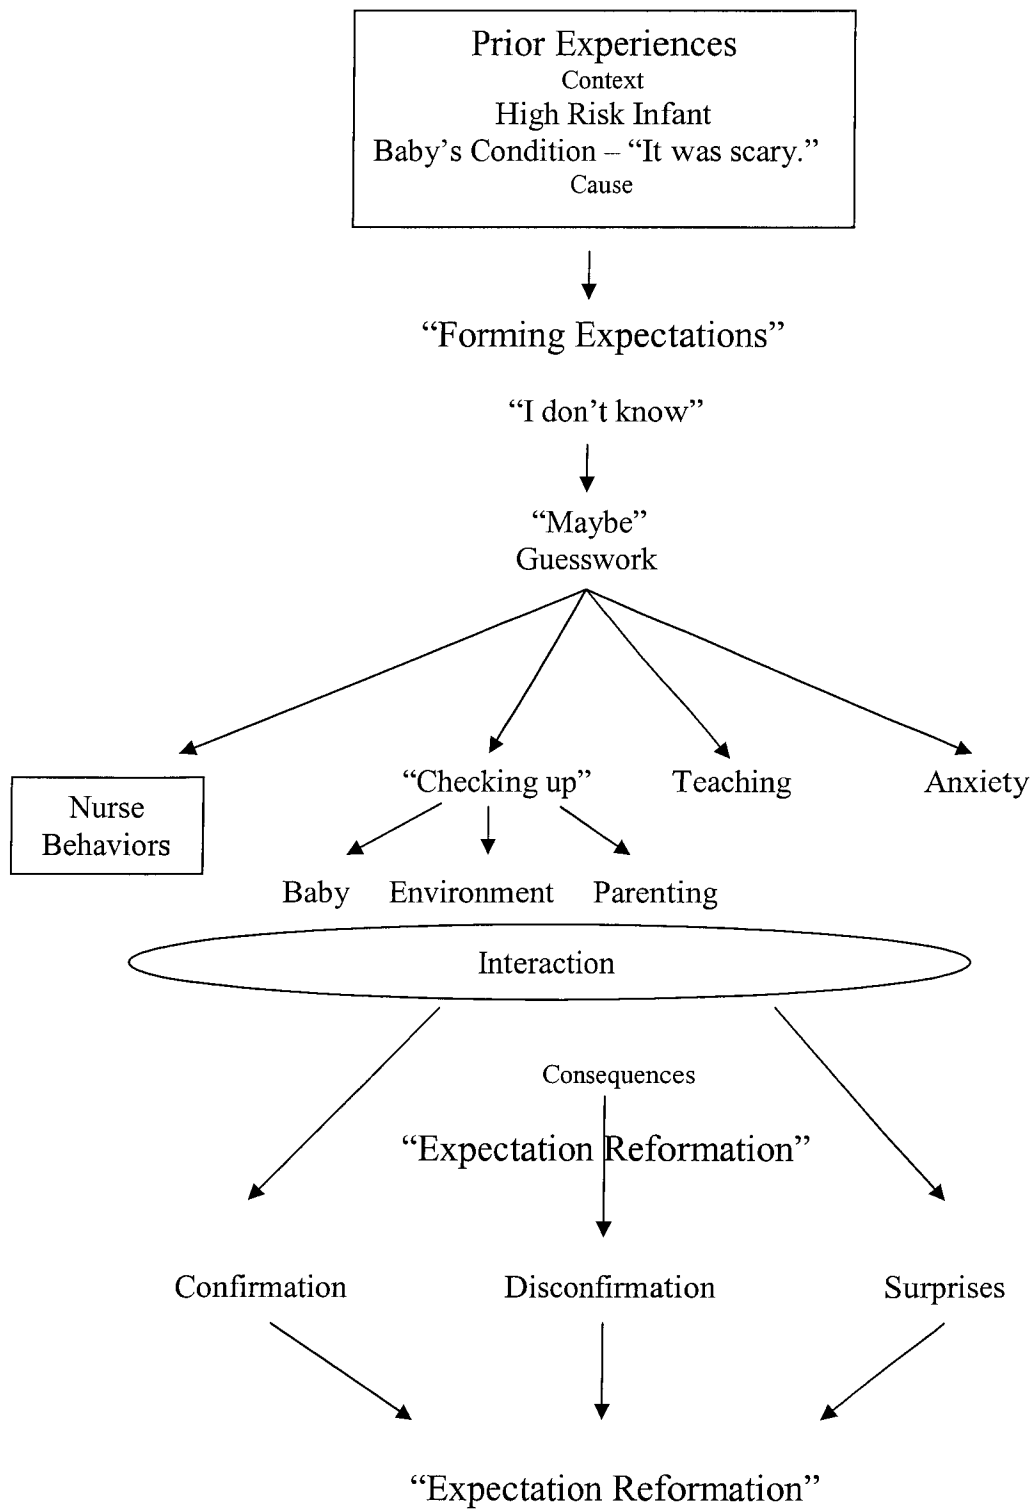 Prior Experiences
Context
High Risk Infant
Baby’s Condition – “It was scary.”
Cause
“Forming Expectations”
“I don’t know”
“Maybe”
Guesswork
Nurse
Behaviors
“Checking up”
Teaching
Anxiety
Baby
Environment
Parenting
Interaction
Consequences
“Expectation Reformation”
Confirmation
Disconfirmation
Surprises
“Expectation Reformation”